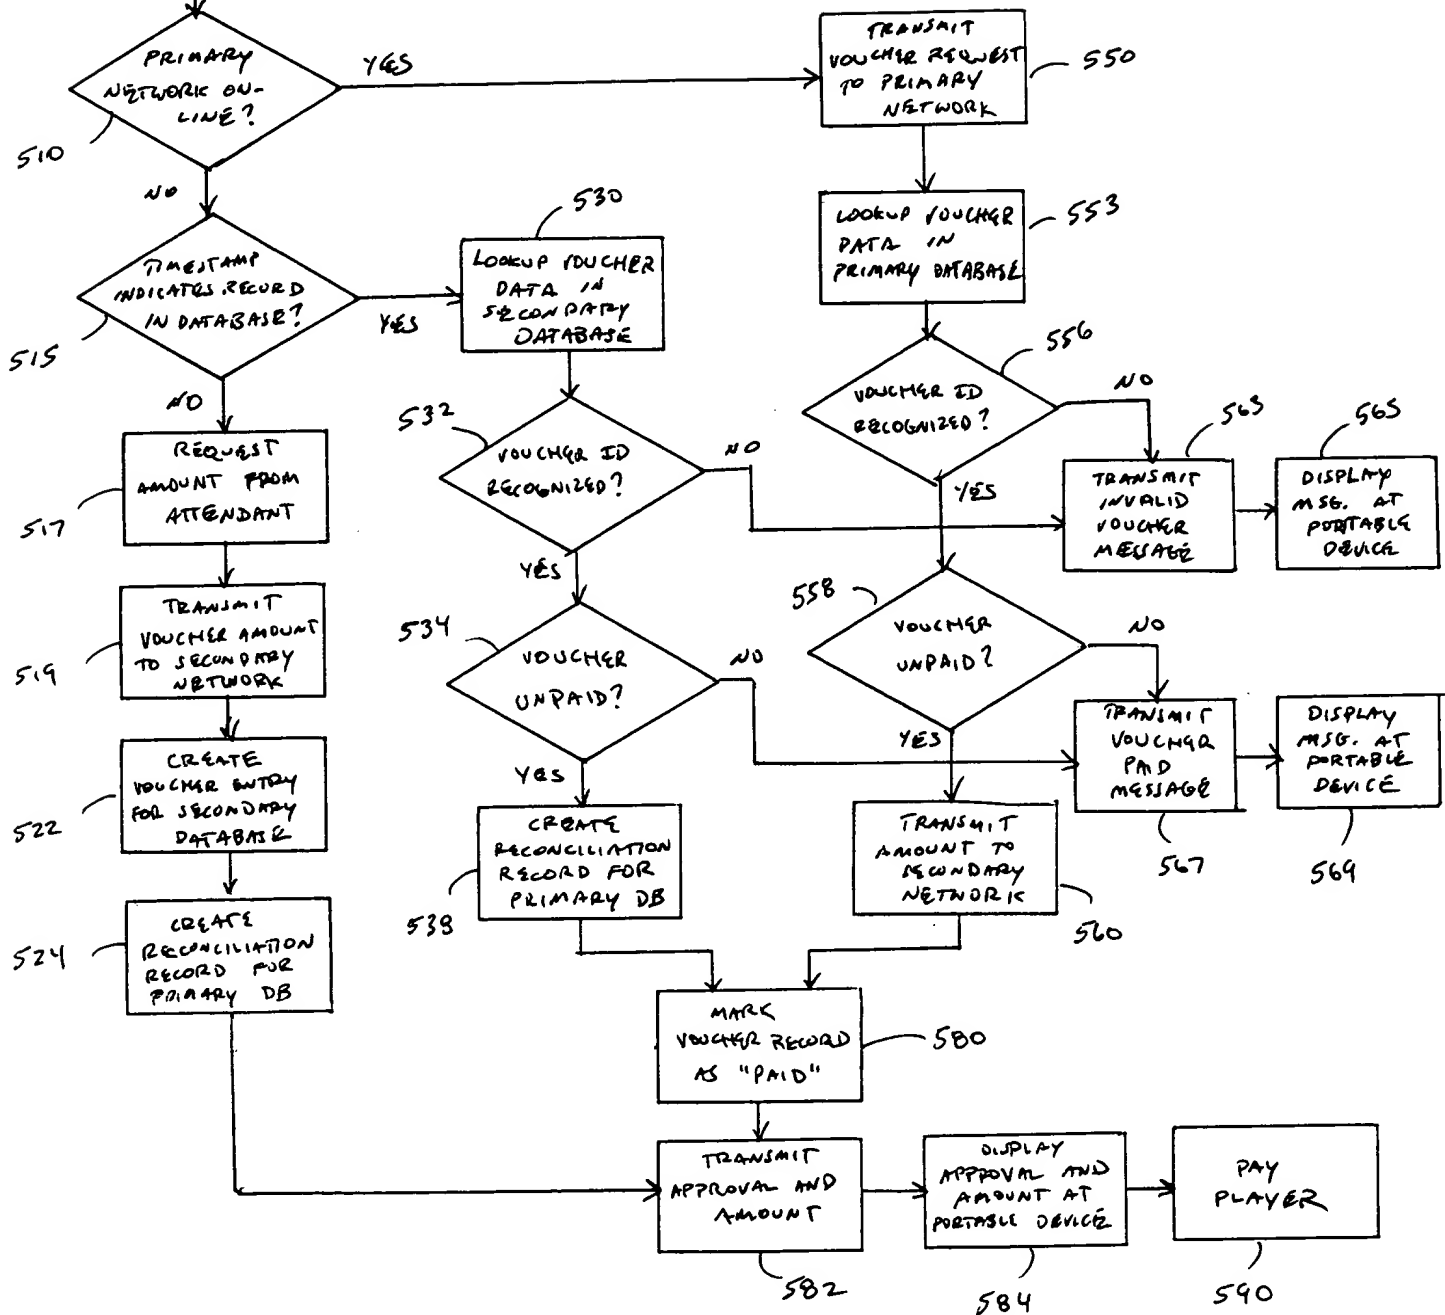 PRIMARY
NETWORK ON-
LINE?
510
YES
NO
TRANSMIT
VOUCHER REQUEST
TO PRIMARY
NETWORK
550
LOOKUP VOUCHER
DATA IN
PRIMARY DATABASE
553
TIMESTAMP
INDICATES RECORD
IN DATABASE?
515
YES
NO
LOOKUP VOUCHER
DATA IN
SECONDARY
DATABASE
530
VOUCHER ID
RECOGNIZED?
556
NO
YES
REQUEST
AMOUNT FROM
ATTENDANT
517
VOUCHER ID
RECOGNIZED?
532
NO
YES
TRANSMIT
INVALID
VOUCHER
MESSAGE
563
DISPLAY
MSG. AT
PORTABLE
DEVICE
565
TRANSMIT
VOUCHER AMOUNT
TO SECONDARY
NETWORK
519
VOUCHER
UNPAID?
534
NO
YES
VOUCHER
UNPAID?
558
NO
YES
TRANSMIT
VOUCHER
PAID
MESSAGE
567
DISPLAY
MSG. AT
PORTABLE
DEVICE
569
CREATE
VOUCHER ENTRY
FOR SECONDARY
DATABASE
522
CREATE
RECONCILIATION
RECORD FOR
PRIMARY DB
538
TRANSMIT
AMOUNT TO
SECONDARY
NETWORK
560
CREATE
RECONCILIATION
RECORD FOR
PRIMARY DB
524
MARK
VOUCHER RECORD
AS "PAID"
580
TRANSMIT
APPROVAL AND
AMOUNT
582
DISPLAY
APPROVAL AND
AMOUNT AT
PORTABLE DEVICE
584
PAY
PLAYER
590